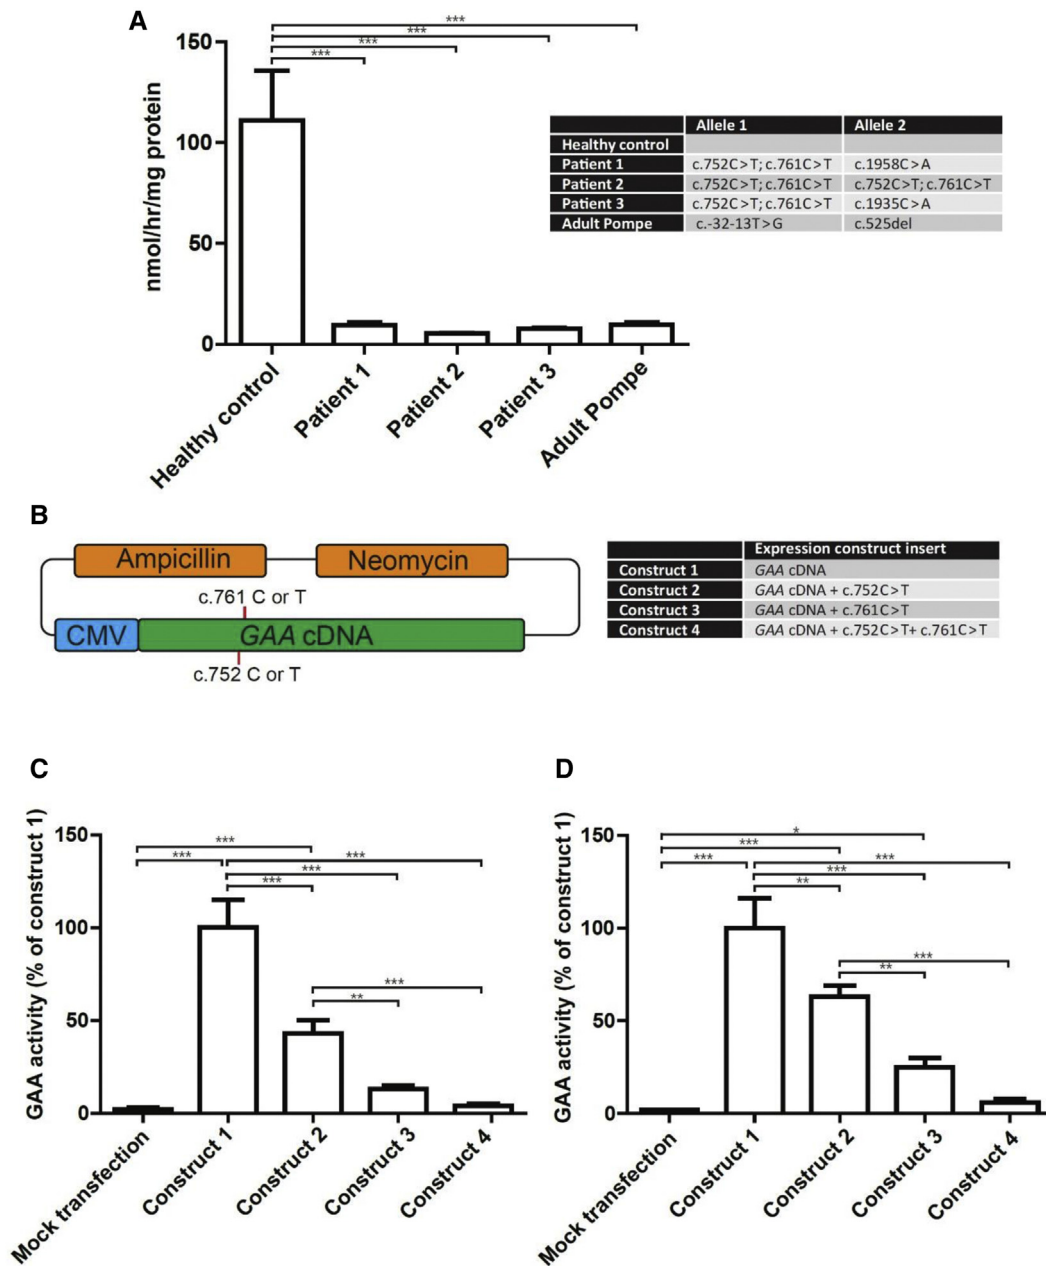 A
***
***
***
***
150
100
50
0
nmol/hr/mg protein
Healthy control
Patient 1
Patient 2
Patient 3
Adult Pompe
Allele 1 Allele 2
Healthy control
Patient 1 c.752C>T; c.761C>T c.1958C>A
Patient 2 c.752C>T; c.761C>T c.752C>T; c.761C>T
Patient 3 c.752C>T; c.761C>T c.1935C>A
Adult Pompe c.-32-13T>G c.525del
B
Ampicillin Neomycin
c.761 C or T
CMV GAA cDNA
c.752 C or T
Expression construct insert
Construct 1 GAA cDNA
Construct 2 GAA cDNA + c.752C>T
Construct 3 GAA cDNA + c.761C>T
Construct 4 GAA cDNA + c.752C>T+ c.761C>T
C
GAA activity (% of construct 1)
150
100
50
0
***
*** ***
***
***
***
**
Mock transfection
Construct 1
Construct 2
Construct 3
Construct 4
D
GAA activity (% of construct 1)
150
100
50
0
*
***
*** ***
***
**
***
**
Mock transfection
Construct 1
Construct 2
Construct 3
Construct 4